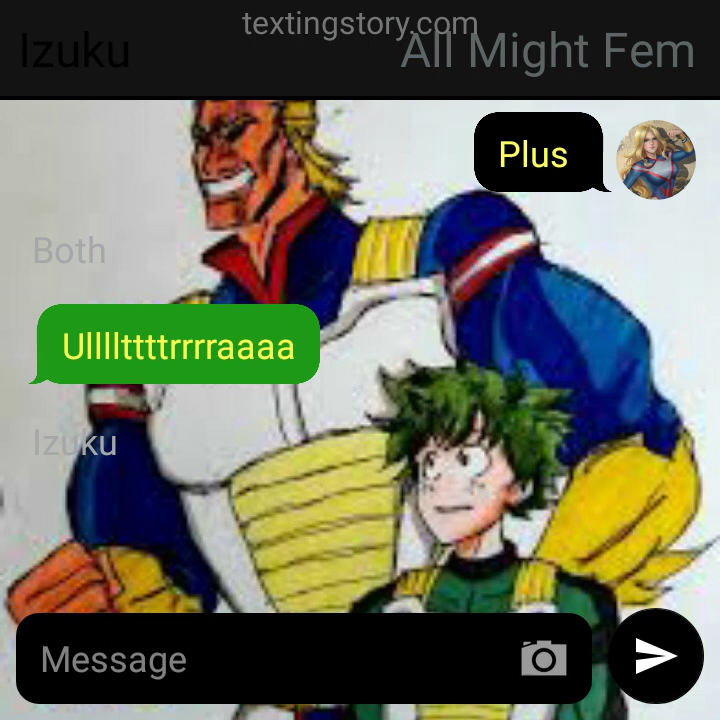 textingstory.com
Izuku
All Might Fem
Plus
Both
Ullllttttrrrraaaa
Izuku
Message